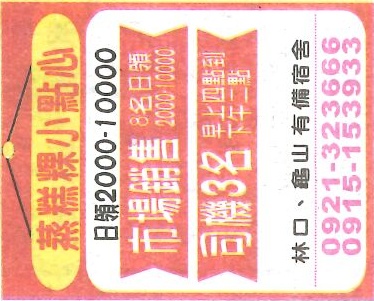 蒸糕粿小點心
日領2000-10000
市場銷售 8名日領 2000-10000
司機3名 早上四點到 下午二點
林口、龜山有備宿舍
0921-323666
0915-153933